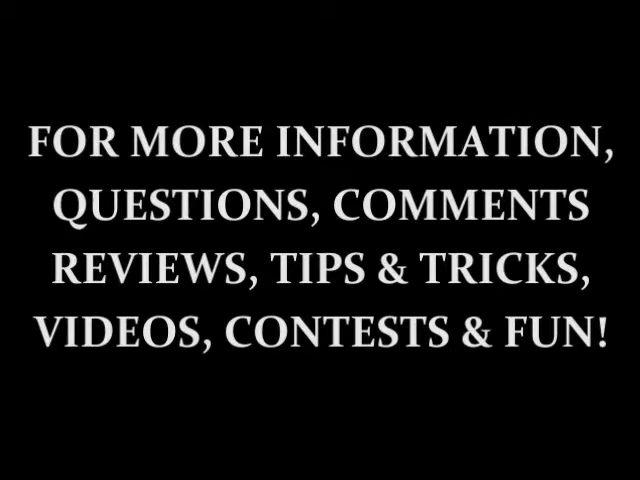 FOR MORE INFORMATION,
QUESTIONS, COMMENTS
REVIEWS, TIPS & TRICKS,
VIDEOS, CONTESTS & FUN!